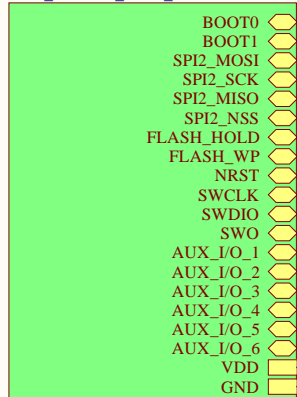 BOOT0
BOOT1
SPI2_MOSI
SPI2_SCK
SPI2_MISO
SPI2_NSS
FLASH_HOLD
FLASH_WP
NRST
SWCLK
SWDIO
SWO
AUX_I/O_1
AUX_I/O_2
AUX_I/O_3
AUX_I/O_4
AUX_I/O_5
AUX_I/O_6
VDD
GND